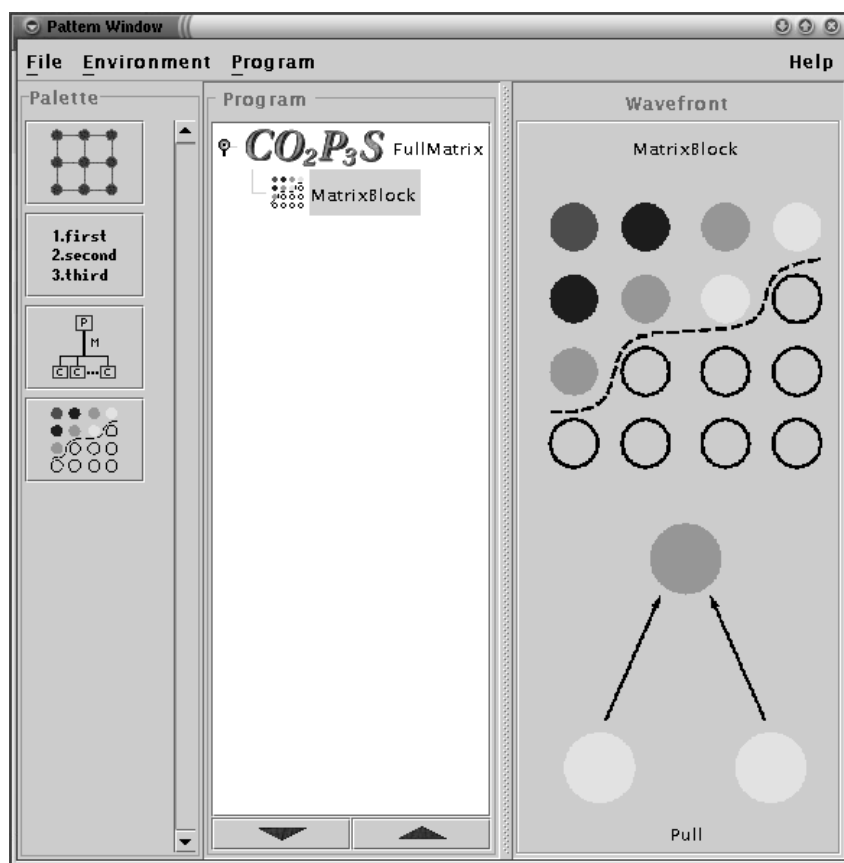 Pattern Window
File Environment Program Help
Palette
1.first
2.second
3.third
P
M
C C ... C
Program
CO2P3S FullMatrix
MatrixBlock
Wavefront
MatrixBlock
Pull